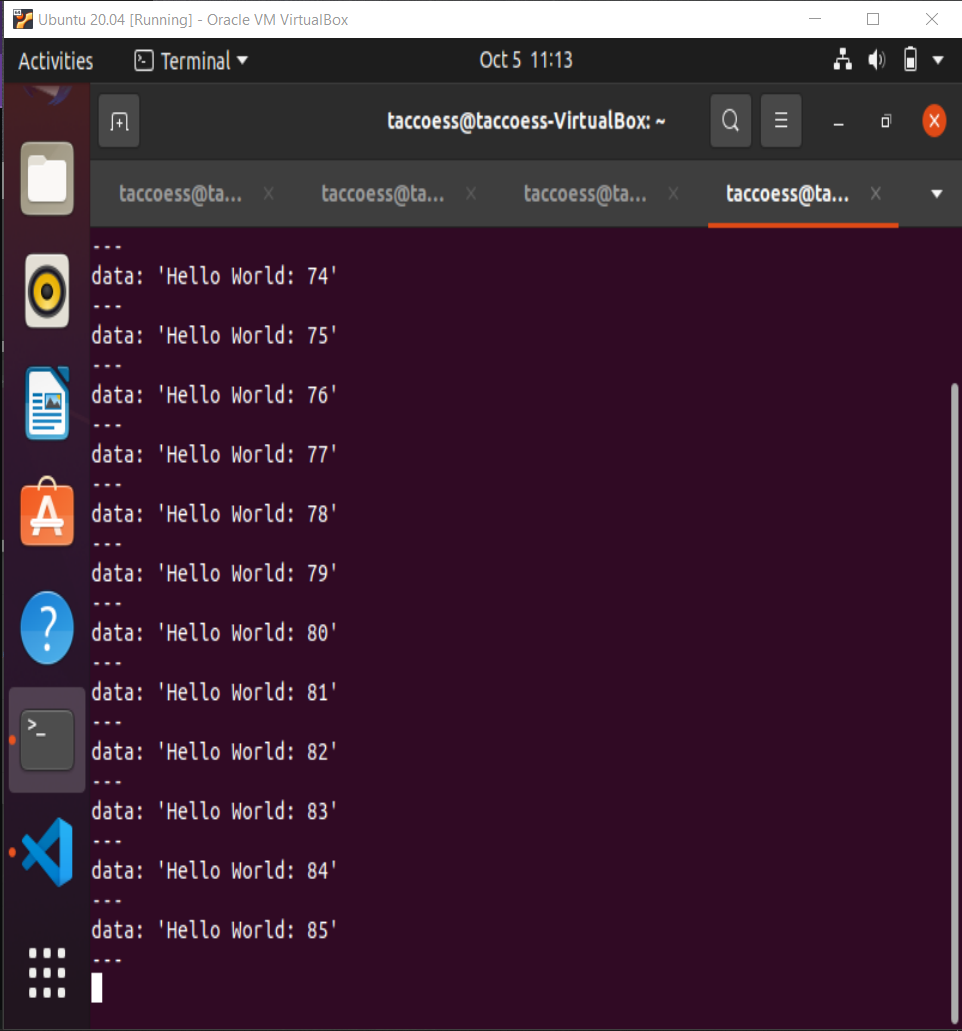 Ubuntu 20.04 [Running] - Oracle VM VirtualBox
Activities Terminal Oct 5 11:13
taccoess@taccoess-VirtualBox: ~
taccoess@ta... taccoess@ta... taccoess@ta... taccoess@ta...
---
data: 'Hello World: 74'
---
data: 'Hello World: 75'
---
data: 'Hello World: 76'
---
data: 'Hello World: 77'
---
data: 'Hello World: 78'
---
data: 'Hello World: 79'
---
data: 'Hello World: 80'
---
data: 'Hello World: 81'
---
data: 'Hello World: 82'
---
data: 'Hello World: 83'
---
data: 'Hello World: 84'
---
data: 'Hello World: 85'
---